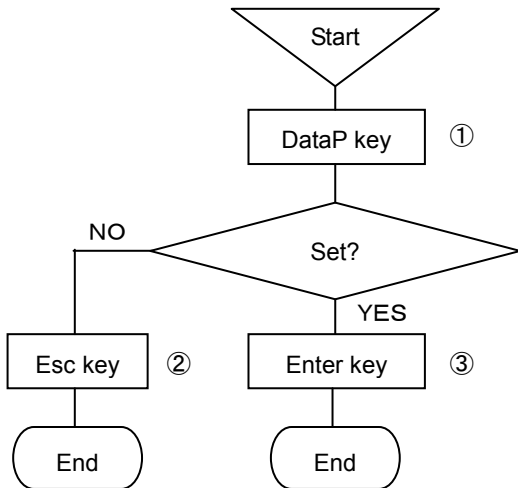 Start
DataP key ①
Set?
NO
YES
Esc key ②
Enter key ③
End
End